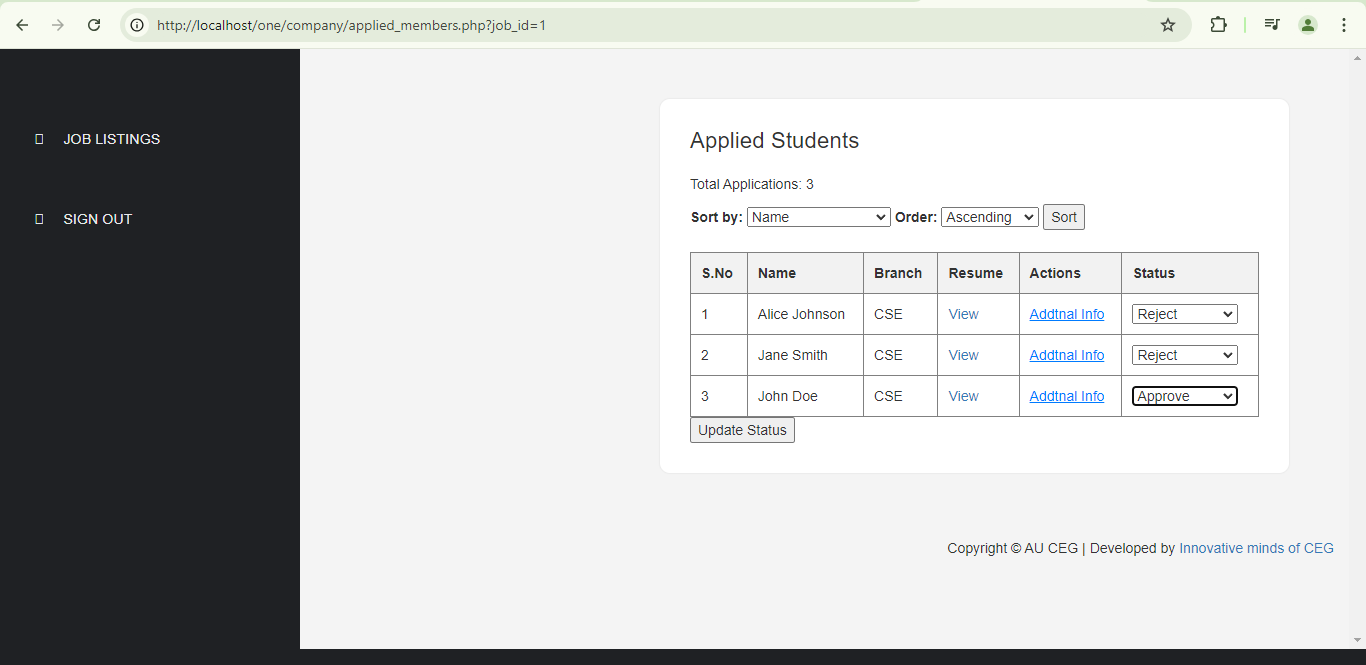 http://localhost/one/company/applied_members.php?job_id=1
JOB LISTINGS
SIGN OUT
Applied Students
Total Applications: 3
Sort by: Name Order: Ascending Sort
S.No Name Branch Resume Actions Status
1 Alice Johnson CSE View Addtnal Info Reject
2 Jane Smith CSE View Addtnal Info Reject
3 John Doe CSE View Addtnal Info Approve
Update Status
Copyright © AU CEG | Developed by Innovative minds of CEG